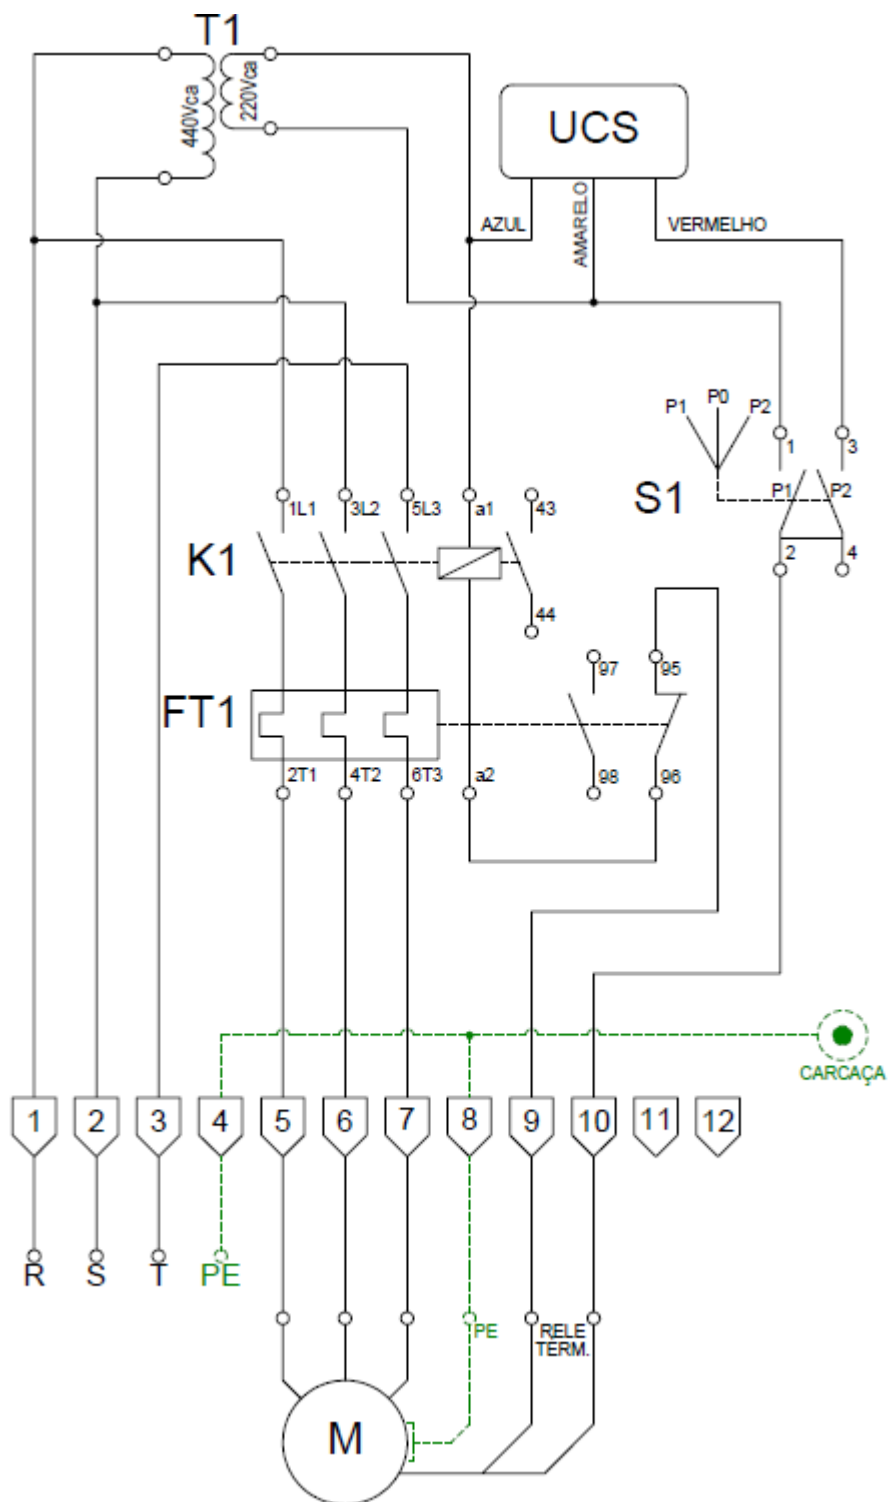 T1
440Vca
220Vca
UCS
AZUL
AMARELO
VERMELHO
P1
P0
P2
1
3
S1
P1
P2
2
4
1L1
3L2
5L3
a1
43
K1
44
97
95
FT1
2T1
4T2
6T3
a2
98
96
CARCAÇA
1
2
3
4
5
6
7
8
9
10
11
12
R
S
T
PE
PE
RELE
TERM.
M